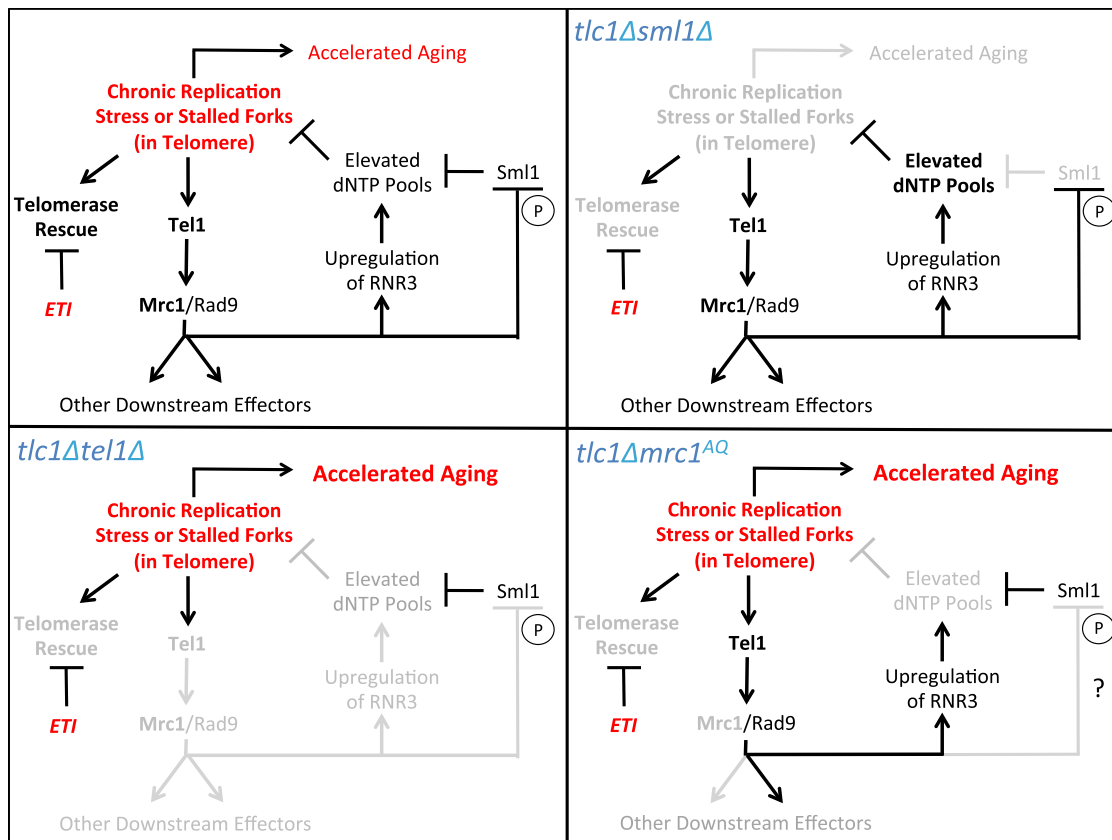 Accelerated Aging
Chronic Replication
Stress or Stalled Forks
(in Telomere)
Elevated
dNTP Pools
Sml1
P
Telomerase
Rescue
Tel1
Upregulation
of RNR3
ETI
Mrc1/Rad9
Other Downstream Effectors
tlc1Δsml1Δ
Accelerated Aging
Chronic Replication
Stress or Stalled Forks
(in Telomere)
Elevated
dNTP Pools
Sml1
P
Telomerase
Rescue
Tel1
Upregulation
of RNR3
ETI
Mrc1/Rad9
Other Downstream Effectors
tlc1Δtel1Δ
Accelerated Aging
Chronic Replication
Stress or Stalled Forks
(in Telomere)
Elevated
dNTP Pools
Sml1
P
Telomerase
Rescue
Tel1
Upregulation
of RNR3
ETI
Mrc1/Rad9
Other Downstream Effectors
tlc1Δmrc1AQ
Accelerated Aging
Chronic Replication
Stress or Stalled Forks
(in Telomere)
Elevated
dNTP Pools
Sml1
P
Telomerase
Rescue
Tel1
Upregulation
of RNR3
?
ETI
Mrc1/Rad9
Other Downstream Effectors